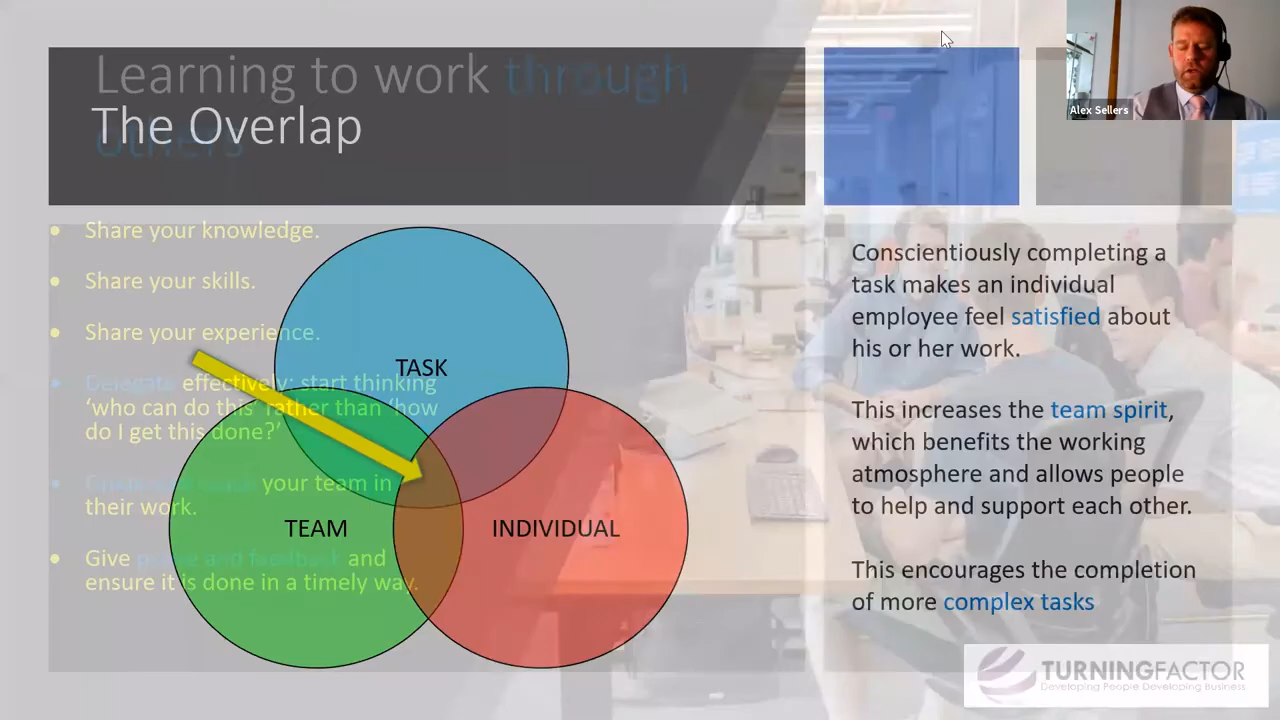 Learning to work through
others
The Overlap
Alex Sellers
Share your knowledge.
Share your skills.
Share your experience.
Delegate effectively: start thinking
‘who can do this’ rather than ‘how
do I get this done?’
your team in
their work.
Give praise and feedback and
ensure it is done in a timely way.
TASK
TEAM
INDIVIDUAL
Conscientiously completing a
task makes an individual
employee feel satisfied about
his or her work.
This increases the team spirit,
which benefits the working
atmosphere and allows people
to help and support each other.
This encourages the completion
of more complex tasks
TURNINGFACTOR
Developing People Developing Business